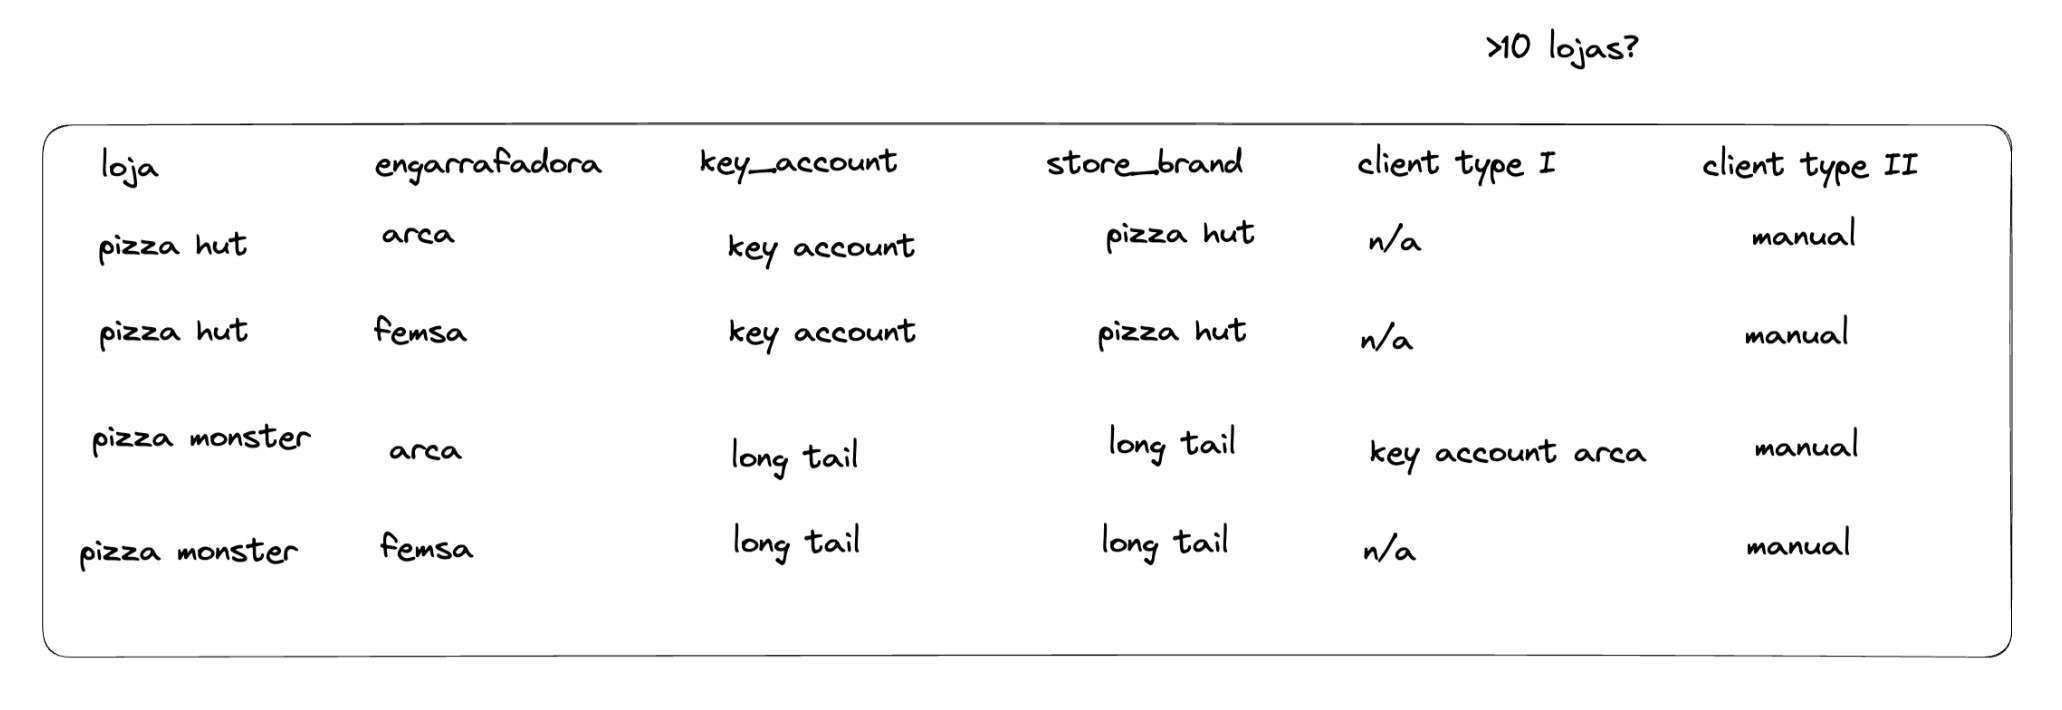 >10 lojas?
loja engarrafadora key_account store_brand client type I client type II
pizza hut arca key account pizza hut n/a manual
pizza hut femsa key account pizza hut n/a manual
pizza monster arca long tail long tail key account arca manual
pizza monster femsa long tail long tail n/a manual